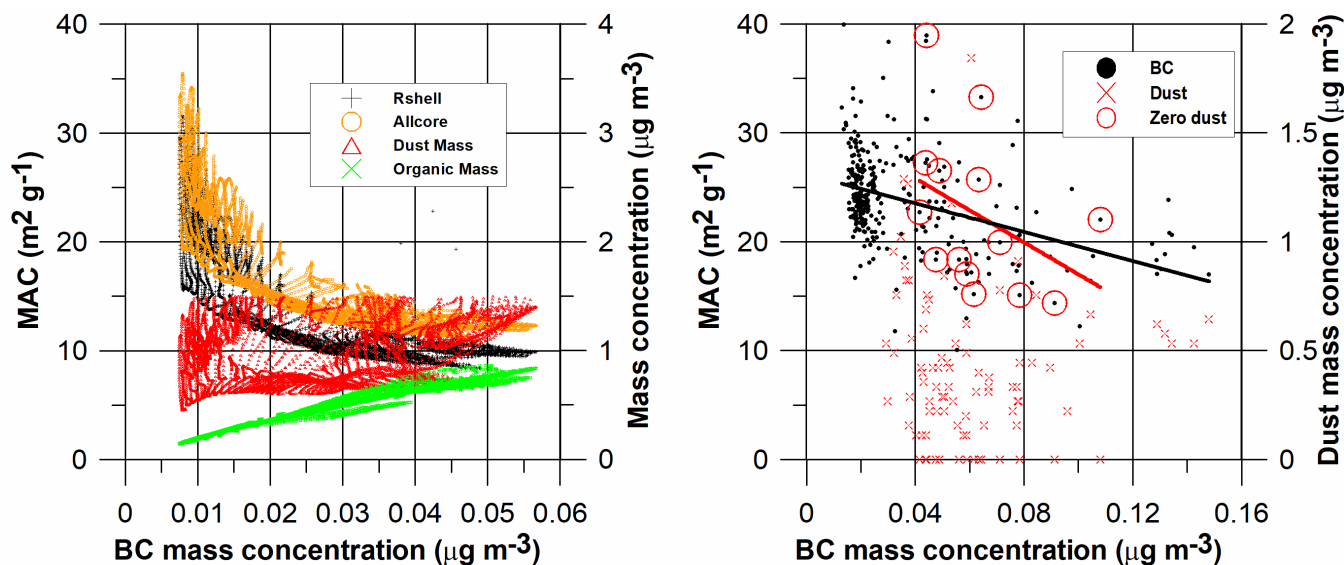 40
30
20
10
0
MAC (m2 g-1)
4
3
2
1
0
Mass concentration (μg m-3)
Rshell
Allcore
Dust Mass
Organic Mass
0 0.01 0.02 0.03 0.04 0.05 0.06
BC mass concentration (μg m-3)
40
30
20
10
0
MAC (m2 g-1)
2
1.5
1
0.5
0
Dust mass concentration (μg m-3)
BC
Dust
Zero dust
0 0.04 0.08 0.12 0.16
BC mass concentration (μg m-3)